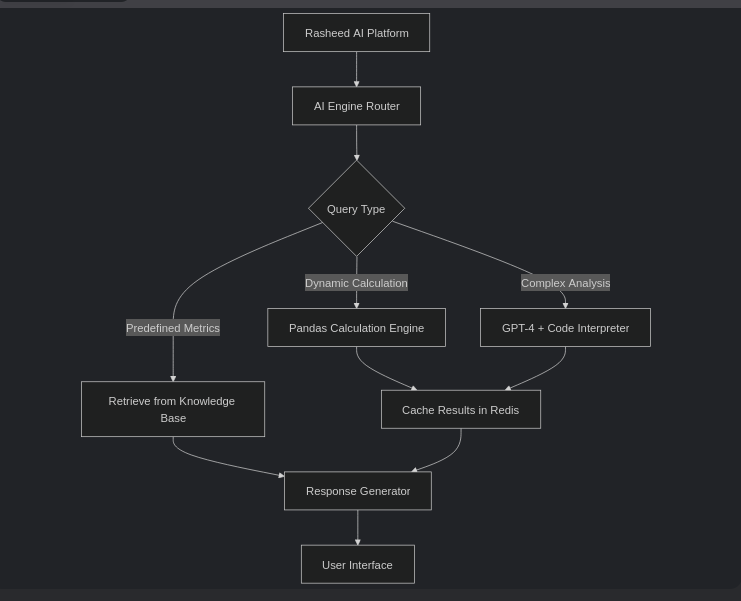 Rasheed AI Platform
AI Engine Router
Query Type
Dynamic Calculation
Complex Analysis
Predefined Metrics
Pandas Calculation Engine
GPT-4 + Code Interpreter
Retrieve from Knowledge
Base
Cache Results in Redis
Response Generator
User Interface